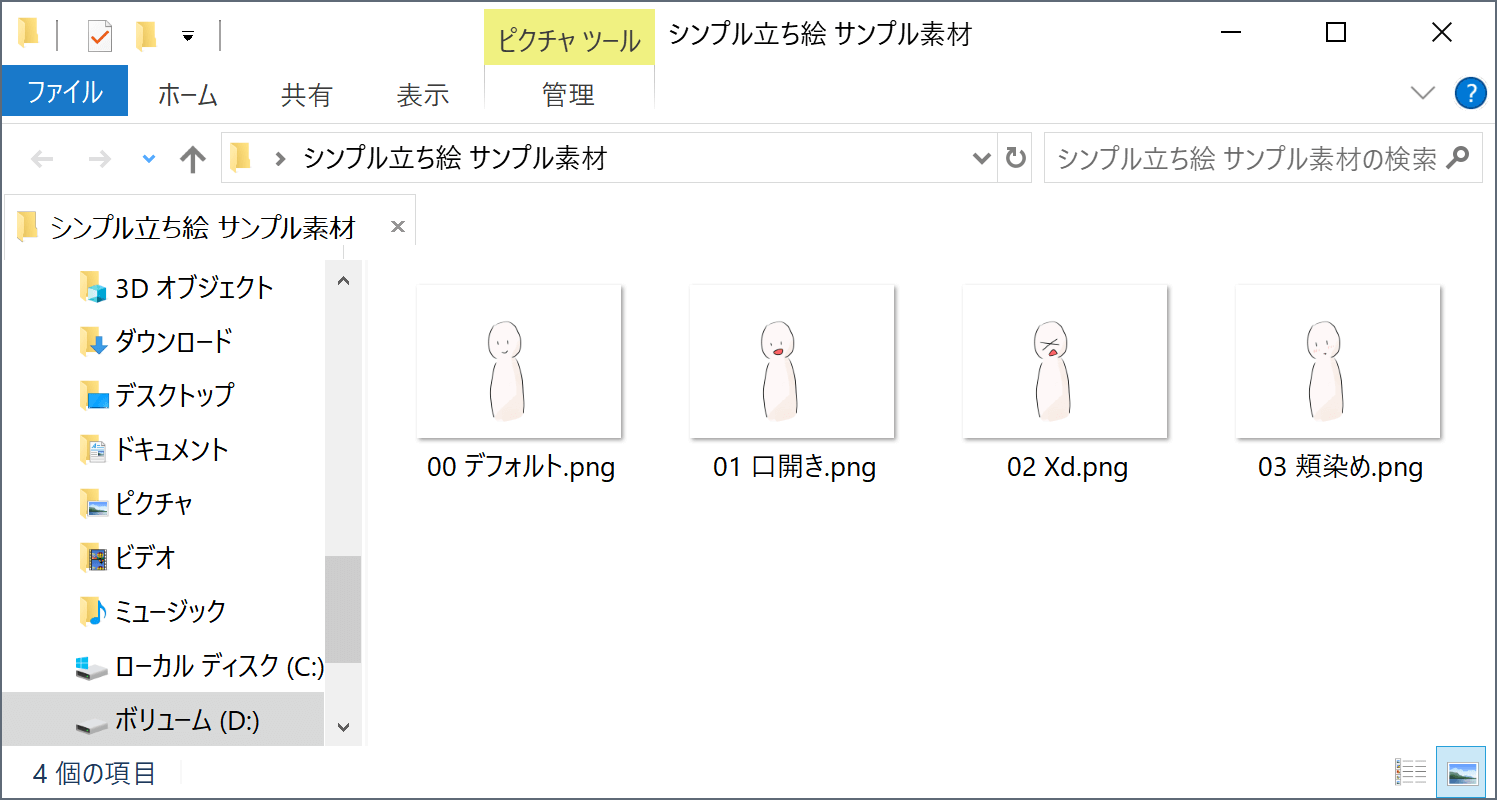 ピクチャ ツール シンプル立ち絵 サンプル素材
ファイル ホーム 共有 表示 管理 ?
シンプル立ち絵 サンプル素材 シンプル立ち絵 サンプル素材の検索
シンプル立ち絵 サンプル素材
3D オブジェクト
ダウンロード
デスクトップ
ドキュメント
ピクチャ
ビデオ
ミュージック
ローカル ディスク (C:)
ボリューム (D:)
00 デフォルト.png 01 口開き.png 02 Xd.png 03 頬染め.png
4 個の項目